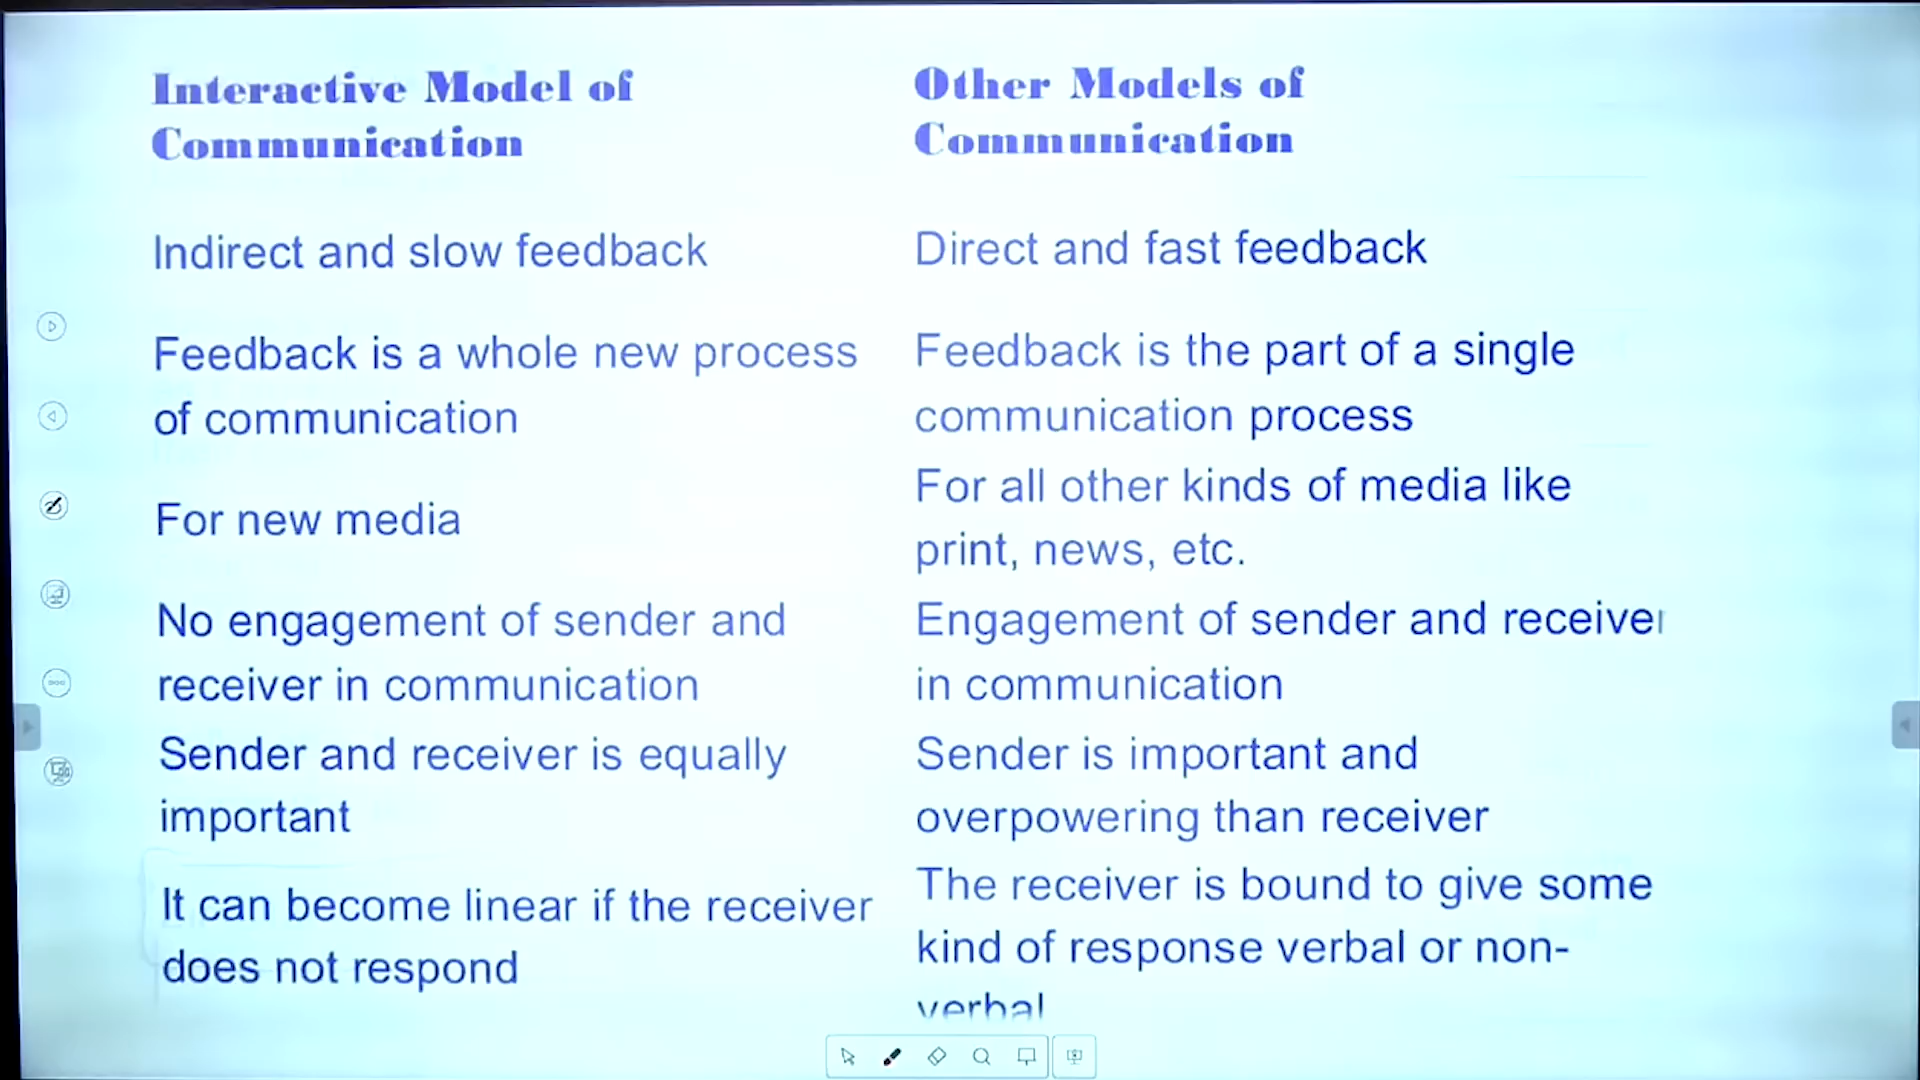 Interactive Model of
Communication
Indirect and slow feedback
Feedback is a whole new process
of communication
For new media
No engagement of sender and
receiver in communication
Sender and receiver is equally
important
It can become linear if the receiver
does not respond
Other Models of
Communication
Direct and fast feedback
Feedback is the part of a single
communication process
For all other kinds of media like
print, news, etc.
Engagement of sender and receiver
in communication
Sender is important and
overpowering than receiver
The receiver is bound to give some
kind of response verbal or non-
verbal